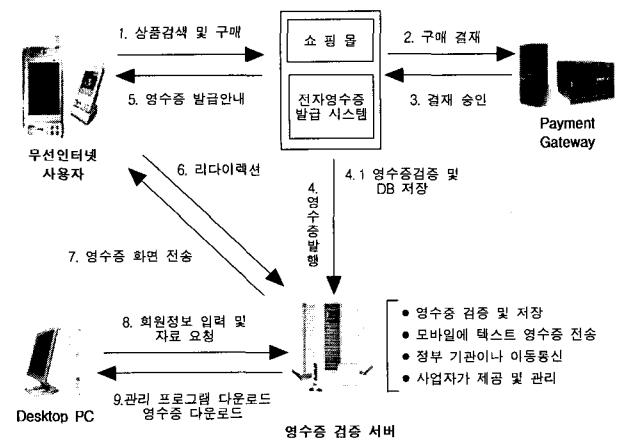 1. 상품검색 및 구매
쇼 핑 몰
2. 구매 결재
5. 영수증 발급안내
전자영수증
발급 시스템
3. 결재 승인
무선인터넷
사용자
Payment
Gateway
6. 리다이렉션
4.
영
수
증
발
행
4.1 영수증검증 및
DB 저장
7. 영수증 화면 전송
8. 회원정보 입력 및
자료 요청
● 영수증 검증 및 저장
● 모바일에 텍스트 영수증 전송
● 정부 기관이나 이동통신
● 사업자가 제공 및 관리
9.관리 프로그램 다운로드
영수증 다운로드
Desktop PC
영수증 검증 서버